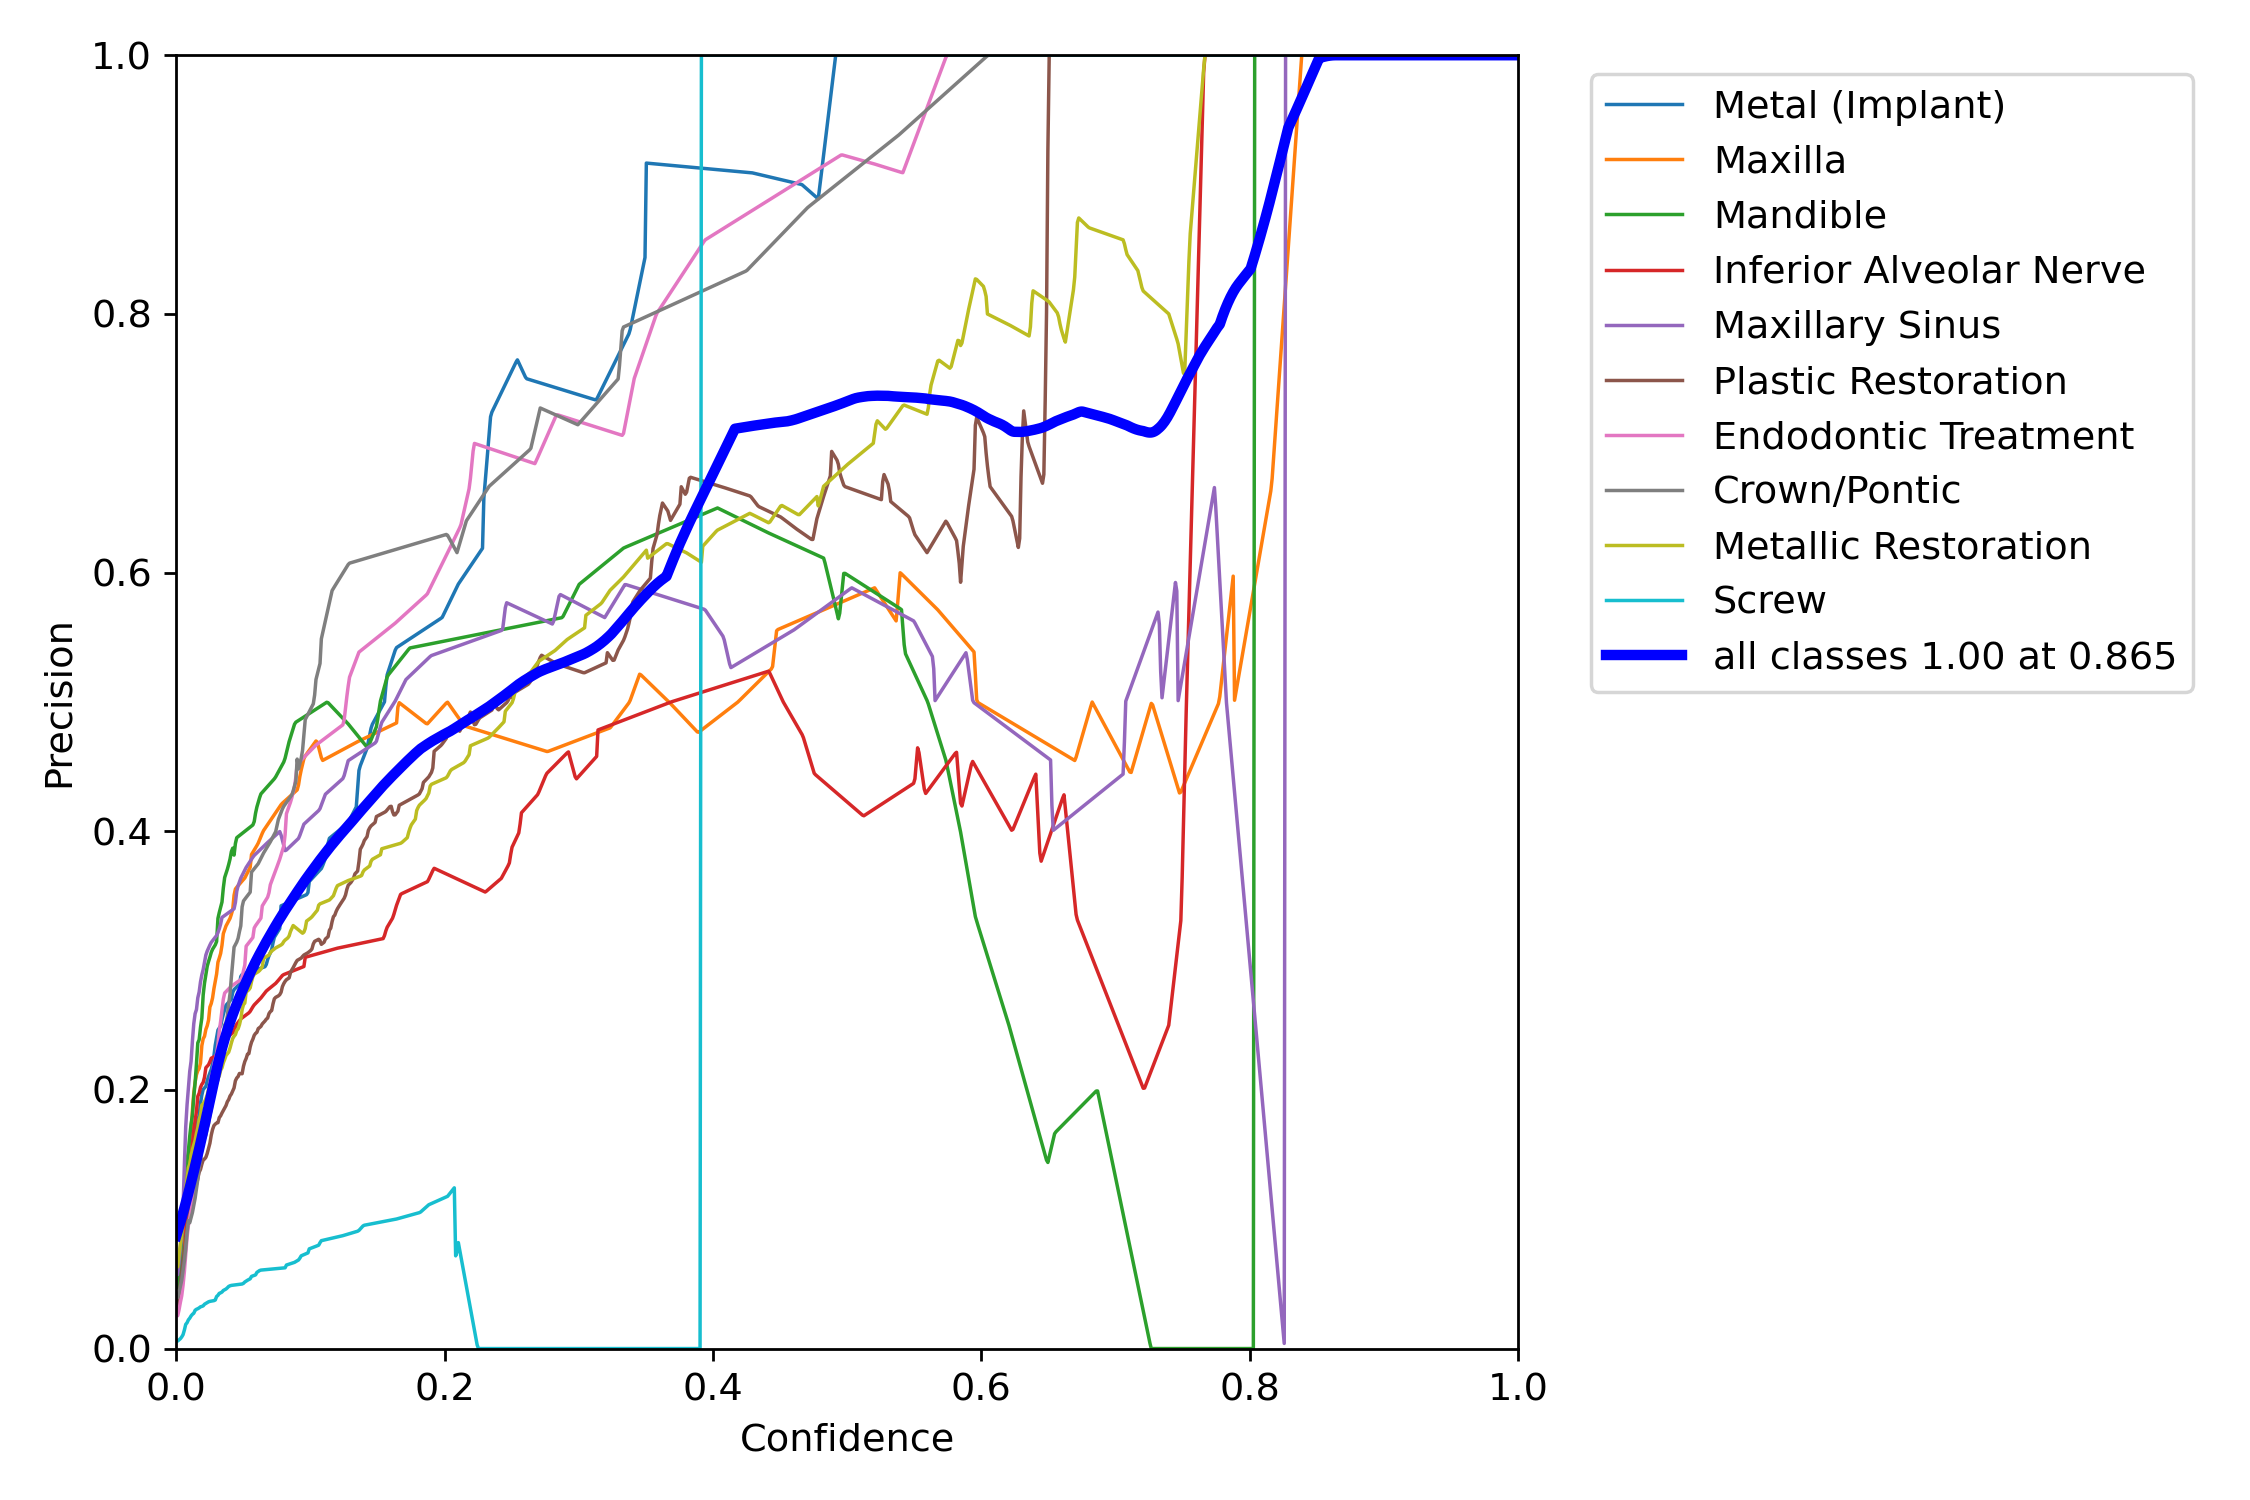 1.0
0.8
0.6
0.4
0.2
0.0
Precision
0.0 0.2 0.4 0.6 0.8 1.0
Confidence
Metal (Implant)
Maxilla
Mandible
Inferior Alveolar Nerve
Maxillary Sinus
Plastic Restoration
Endodontic Treatment
Crown/Pontic
Metallic Restoration
Screw
all classes 1.00 at 0.865